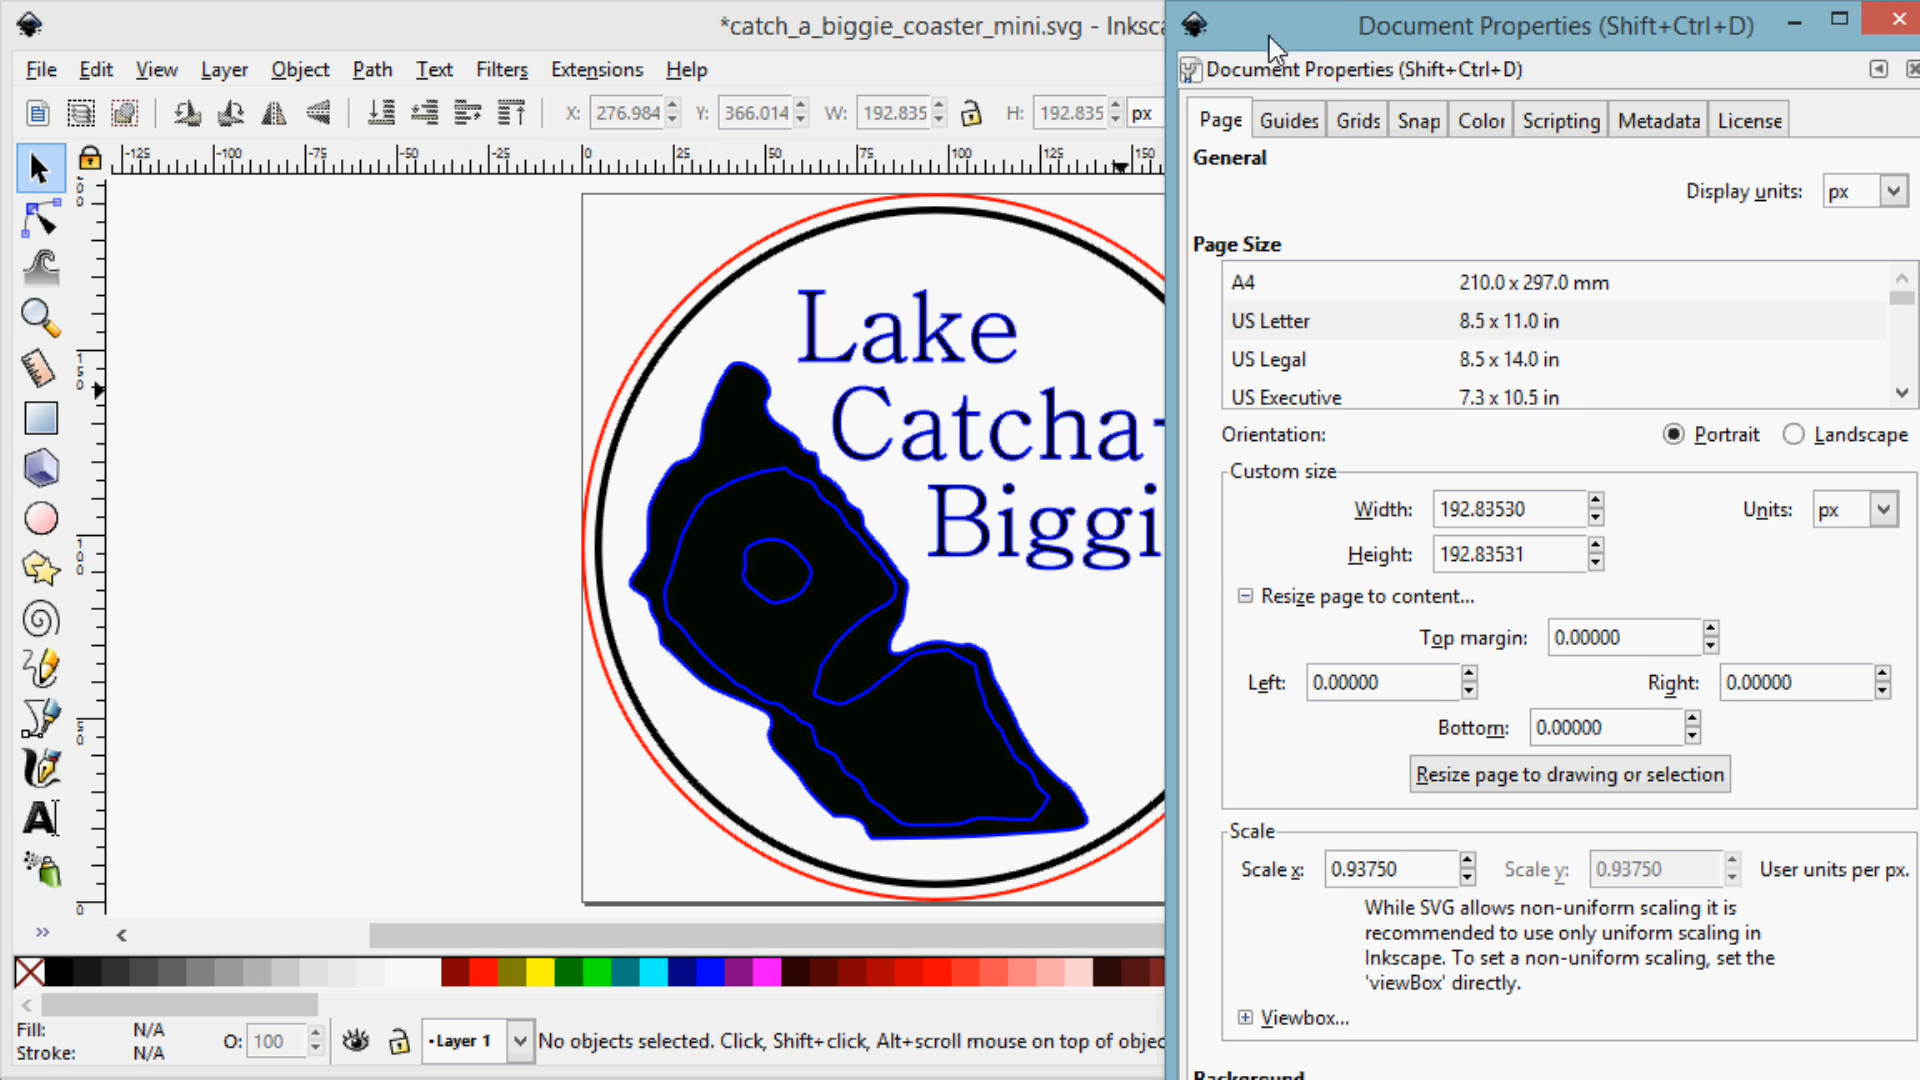 *catch_a_biggie_coaster_mini.svg - Inksca
Document Properties (Shift+Ctrl+D)
File Edit View Layer Object Path Text Filters Extensions Help
Document Properties (Shift+Ctrl+D)
X: 276.984 Y: 366.014 W: 192.835 H: 192.835 px
Page Guides Grids Snap Color Scripting Metadata License
-125 -100 -75 -50 -25 0 25 50 75 100 125 150
General
Display units: px
Page Size
A4 210.0 x 297.0 mm
US Letter 8.5 x 11.0 in
US Legal 8.5 x 14.0 in
US Executive 7.3 x 10.5 in
Orientation: Portrait Landscape
Custom size
Width: 192.83530 Units: px
Height: 192.83531
Resize page to content...
Top margin: 0.00000
Left: 0.00000 Right: 0.00000
Bottom: 0.00000
Resize page to drawing or selection
Scale
Scale x: 0.93750 Scale y: 0.93750 User units per px.
While SVG allows non-uniform scaling it is
recommended to use only uniform scaling in
Inkscape. To set a non-uniform scaling, set the
'viewBox' directly.
Viewbox...
Background
Lake
Catcha-
Biggi
150
100
50
0
Fill: N/A
Stroke: N/A
O: 100
•Layer 1
No objects selected. Click, Shift+click, Alt+scroll mouse on top of objec